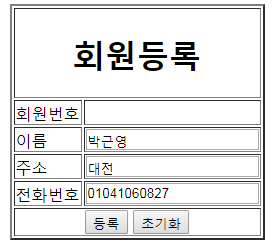 회원등록
회원번호
이름 박근영
주소 대전
전화번호 01041060827
등록 초기화